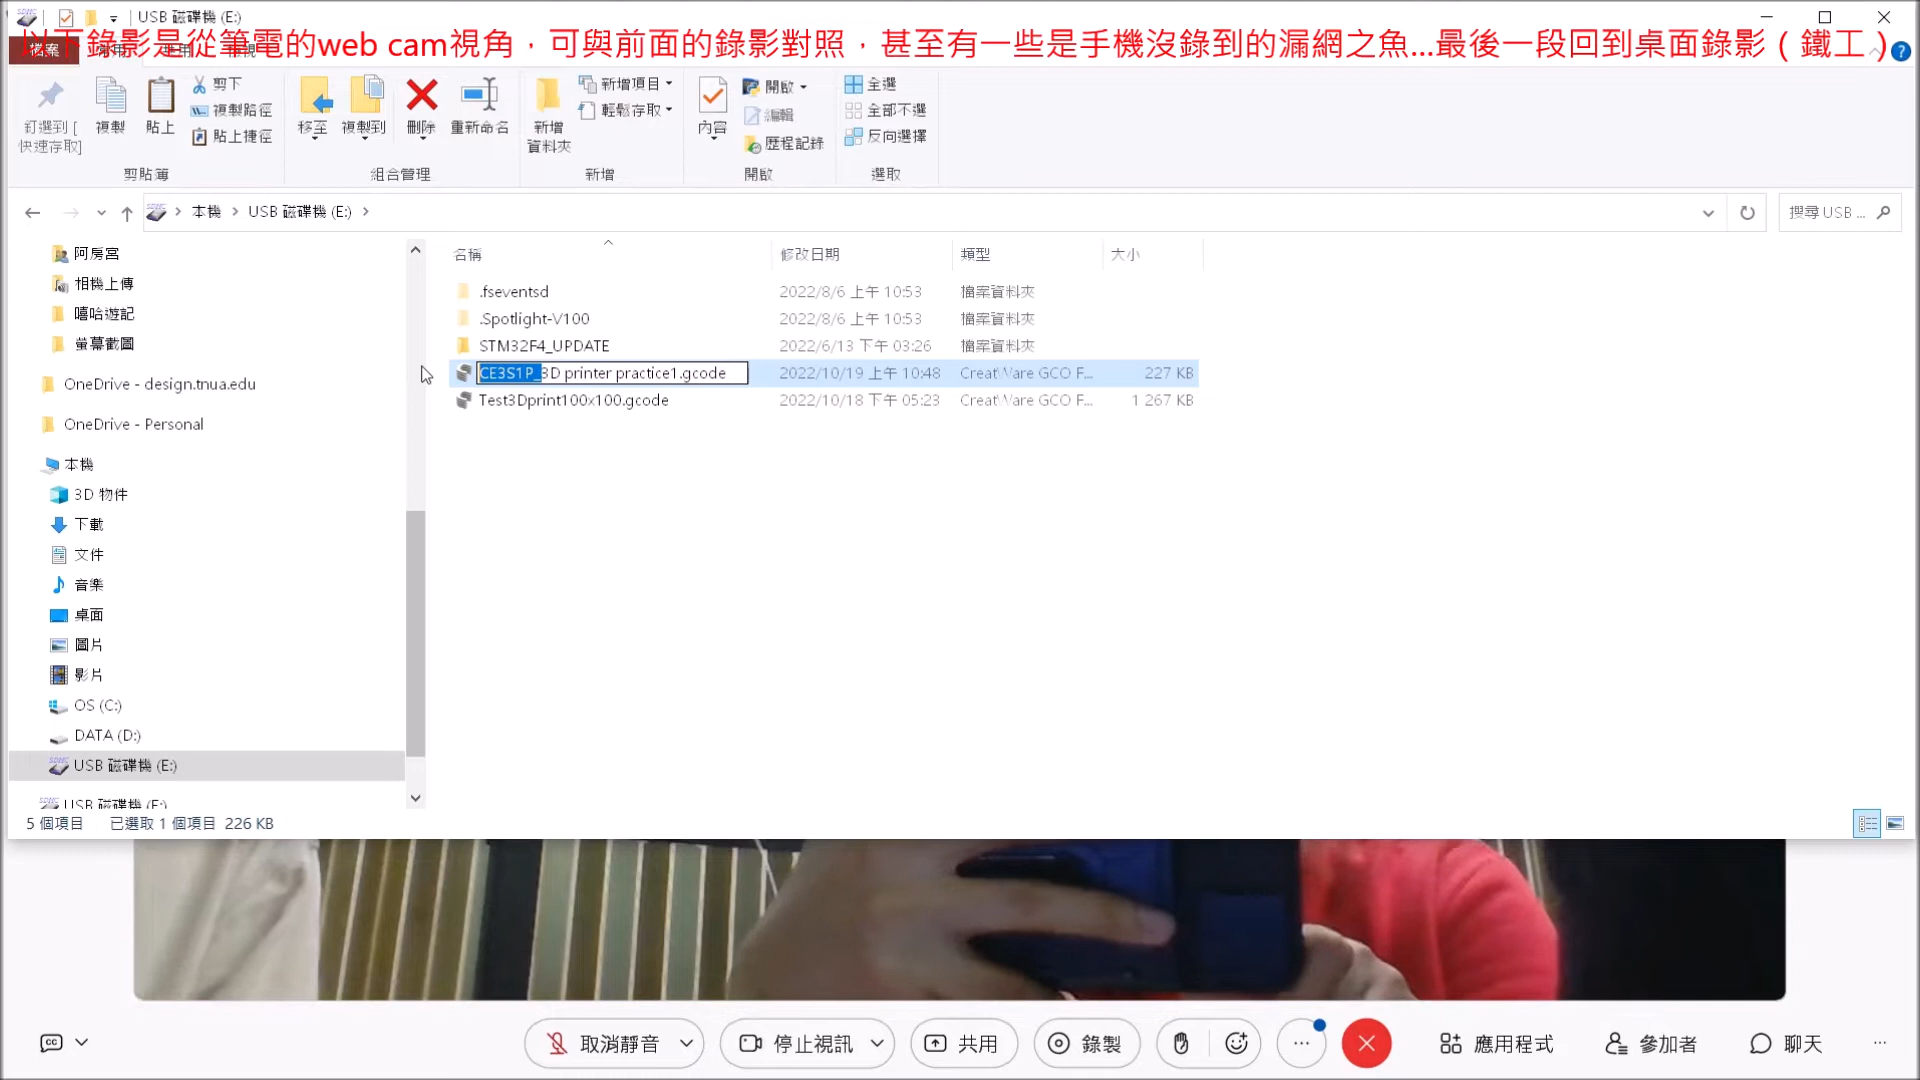 USB 磁碟機 (E:)
以下錄影是從筆電的web cam視角，可與前面的錄影對照，甚至有一些是手機沒錄到的漏網之魚...最後一段回到桌面錄影（鐵工）
檔案
釘選到 [
快速存取]
複製
貼上
剪下
複製路徑
貼上捷徑
剪貼簿
移至
複製到
刪除
重新命名
組合管理
新增
資料夾
新增項目
輕鬆存取
新增
內容
開啟
編輯
歷程記錄
開啟
全選
全部不選
反向選擇
選取
本機 > USB 磁碟機 (E:) >
搜尋 USB ...
阿房宮
相機上傳
嘻哈遊記
螢幕截圖
OneDrive - design.tnua.edu
OneDrive - Personal
本機
3D 物件
下載
文件
音樂
桌面
圖片
影片
OS (C:)
DATA (D:)
USB 磁碟機 (E:)
USB 磁碟機 (E:)
名稱 修改日期 類型 大小
.fseventsd 2022/8/6 上午 10:53 檔案資料夾
.Spotlight-V100 2022/8/6 上午 10:53 檔案資料夾
STM32F4_UPDATE 2022/6/13 下午 03:26 檔案資料夾
CE3S1P_3D printer practice1.gcode 2022/10/19 上午 10:48 CreatWare GCO F... 227 KB
Test3Dprint100x100.gcode 2022/10/18 下午 05:23 CreatWare GCO F... 1 267 KB
5 個項目 已選取 1 個項目 226 KB
取消靜音
停止視訊
共用
錄製
應用程式
參加者
聊天